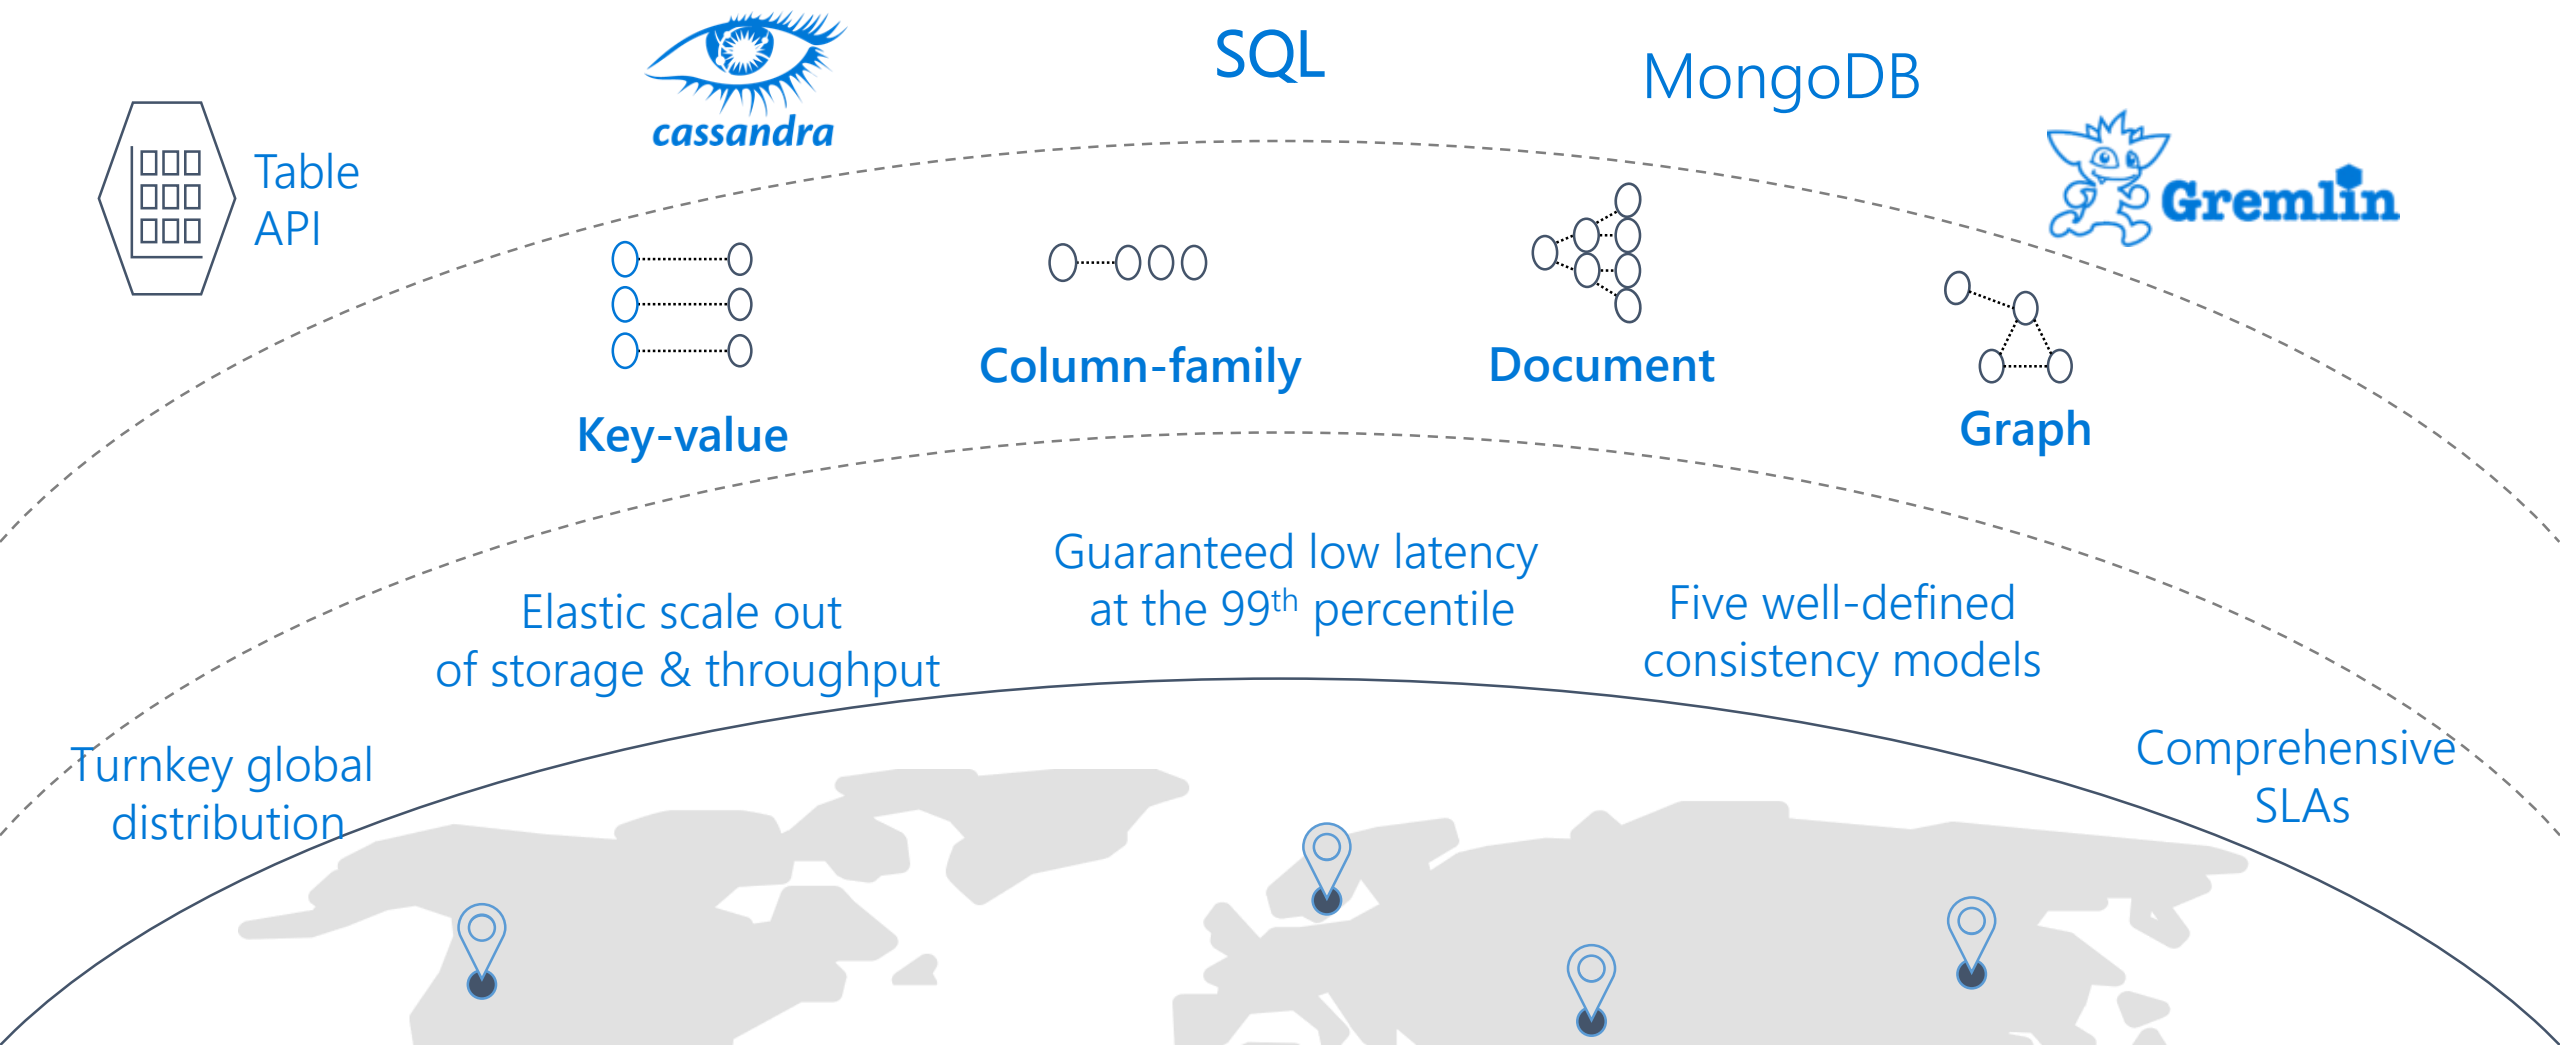 SQL
MongoDB
cassandra
Table
API
Gremlin
Key-value
Column-family
Document
Graph
Guaranteed low latency
at the 99th percentile
Elastic scale out
of storage & throughput
Five well-defined
consistency models
Turnkey global
distribution
Comprehensive
SLAs